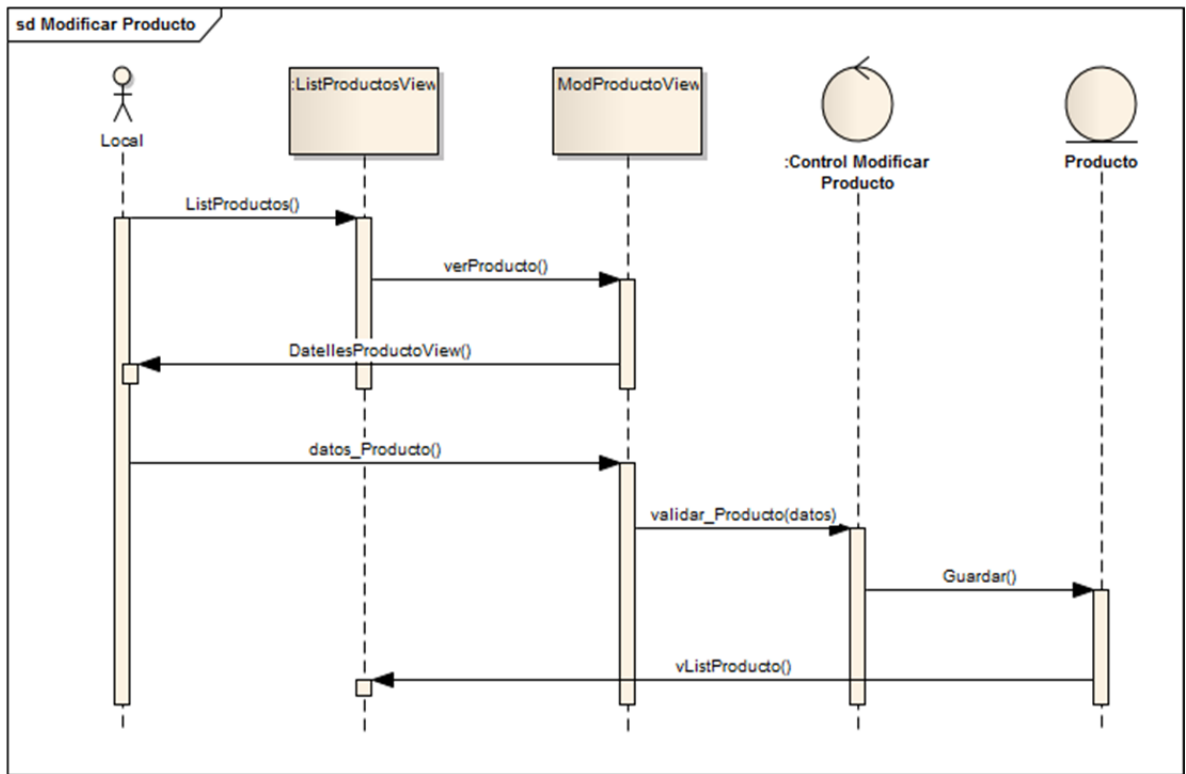 sd Modificar Producto
:ListProductosView
ModProductoView
Local
:Control Modificar
Producto
Producto
ListProductos()
verProducto()
DatellesProductoView()
datos_Producto()
validar_Producto(datos)
Guardar()
vListProducto()